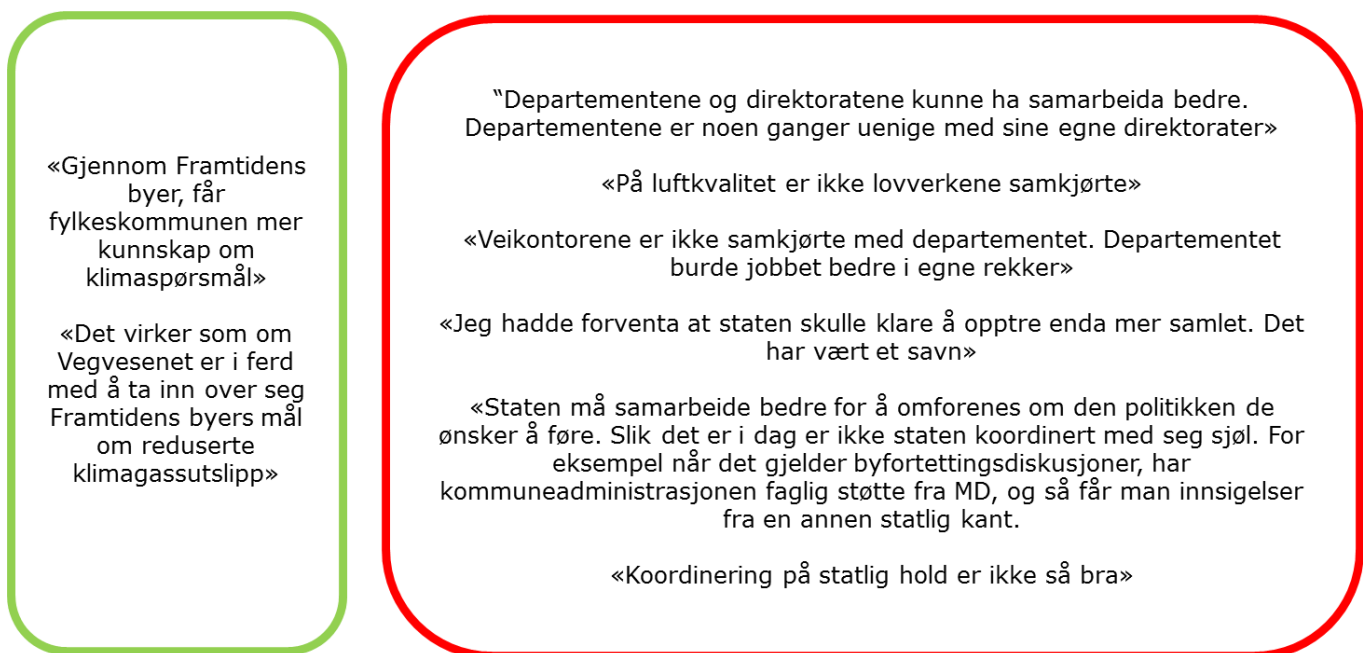 «Gjennom Framtidens
byer, får
fylkeskommunen mer
kunnskap om
klimaspørsmål»
«Det virker som om
Vegvesenet er i ferd
med å ta inn over seg
Framtidens byers mål
om reduserte
klimagassutslipp»
“Departementene og direktoratene kunne ha samarbeida bedre.
Departementene er noen ganger uenige med sine egne direktorater»
«På luftkvalitet er ikke lovverkene samkjørte»
«Veikontorene er ikke samkjørte med departementet. Departementet
burde jobbet bedre i egne rekker»
«Jeg hadde forventa at staten skulle klare å opptre enda mer samlet. Det
har vært et savn»
«Staten må samarbeide bedre for å omforenes om den politikken de
ønsker å føre. Slik det er i dag er ikke staten koordinert med seg sjøl. For
eksempel når det gjelder byfortettingsdiskusjoner, har
kommuneadministrasjonen faglig støtte fra MD, og så får man innsigelser
fra en annen statlig kant.
«Koordinering på statlig hold er ikke så bra»